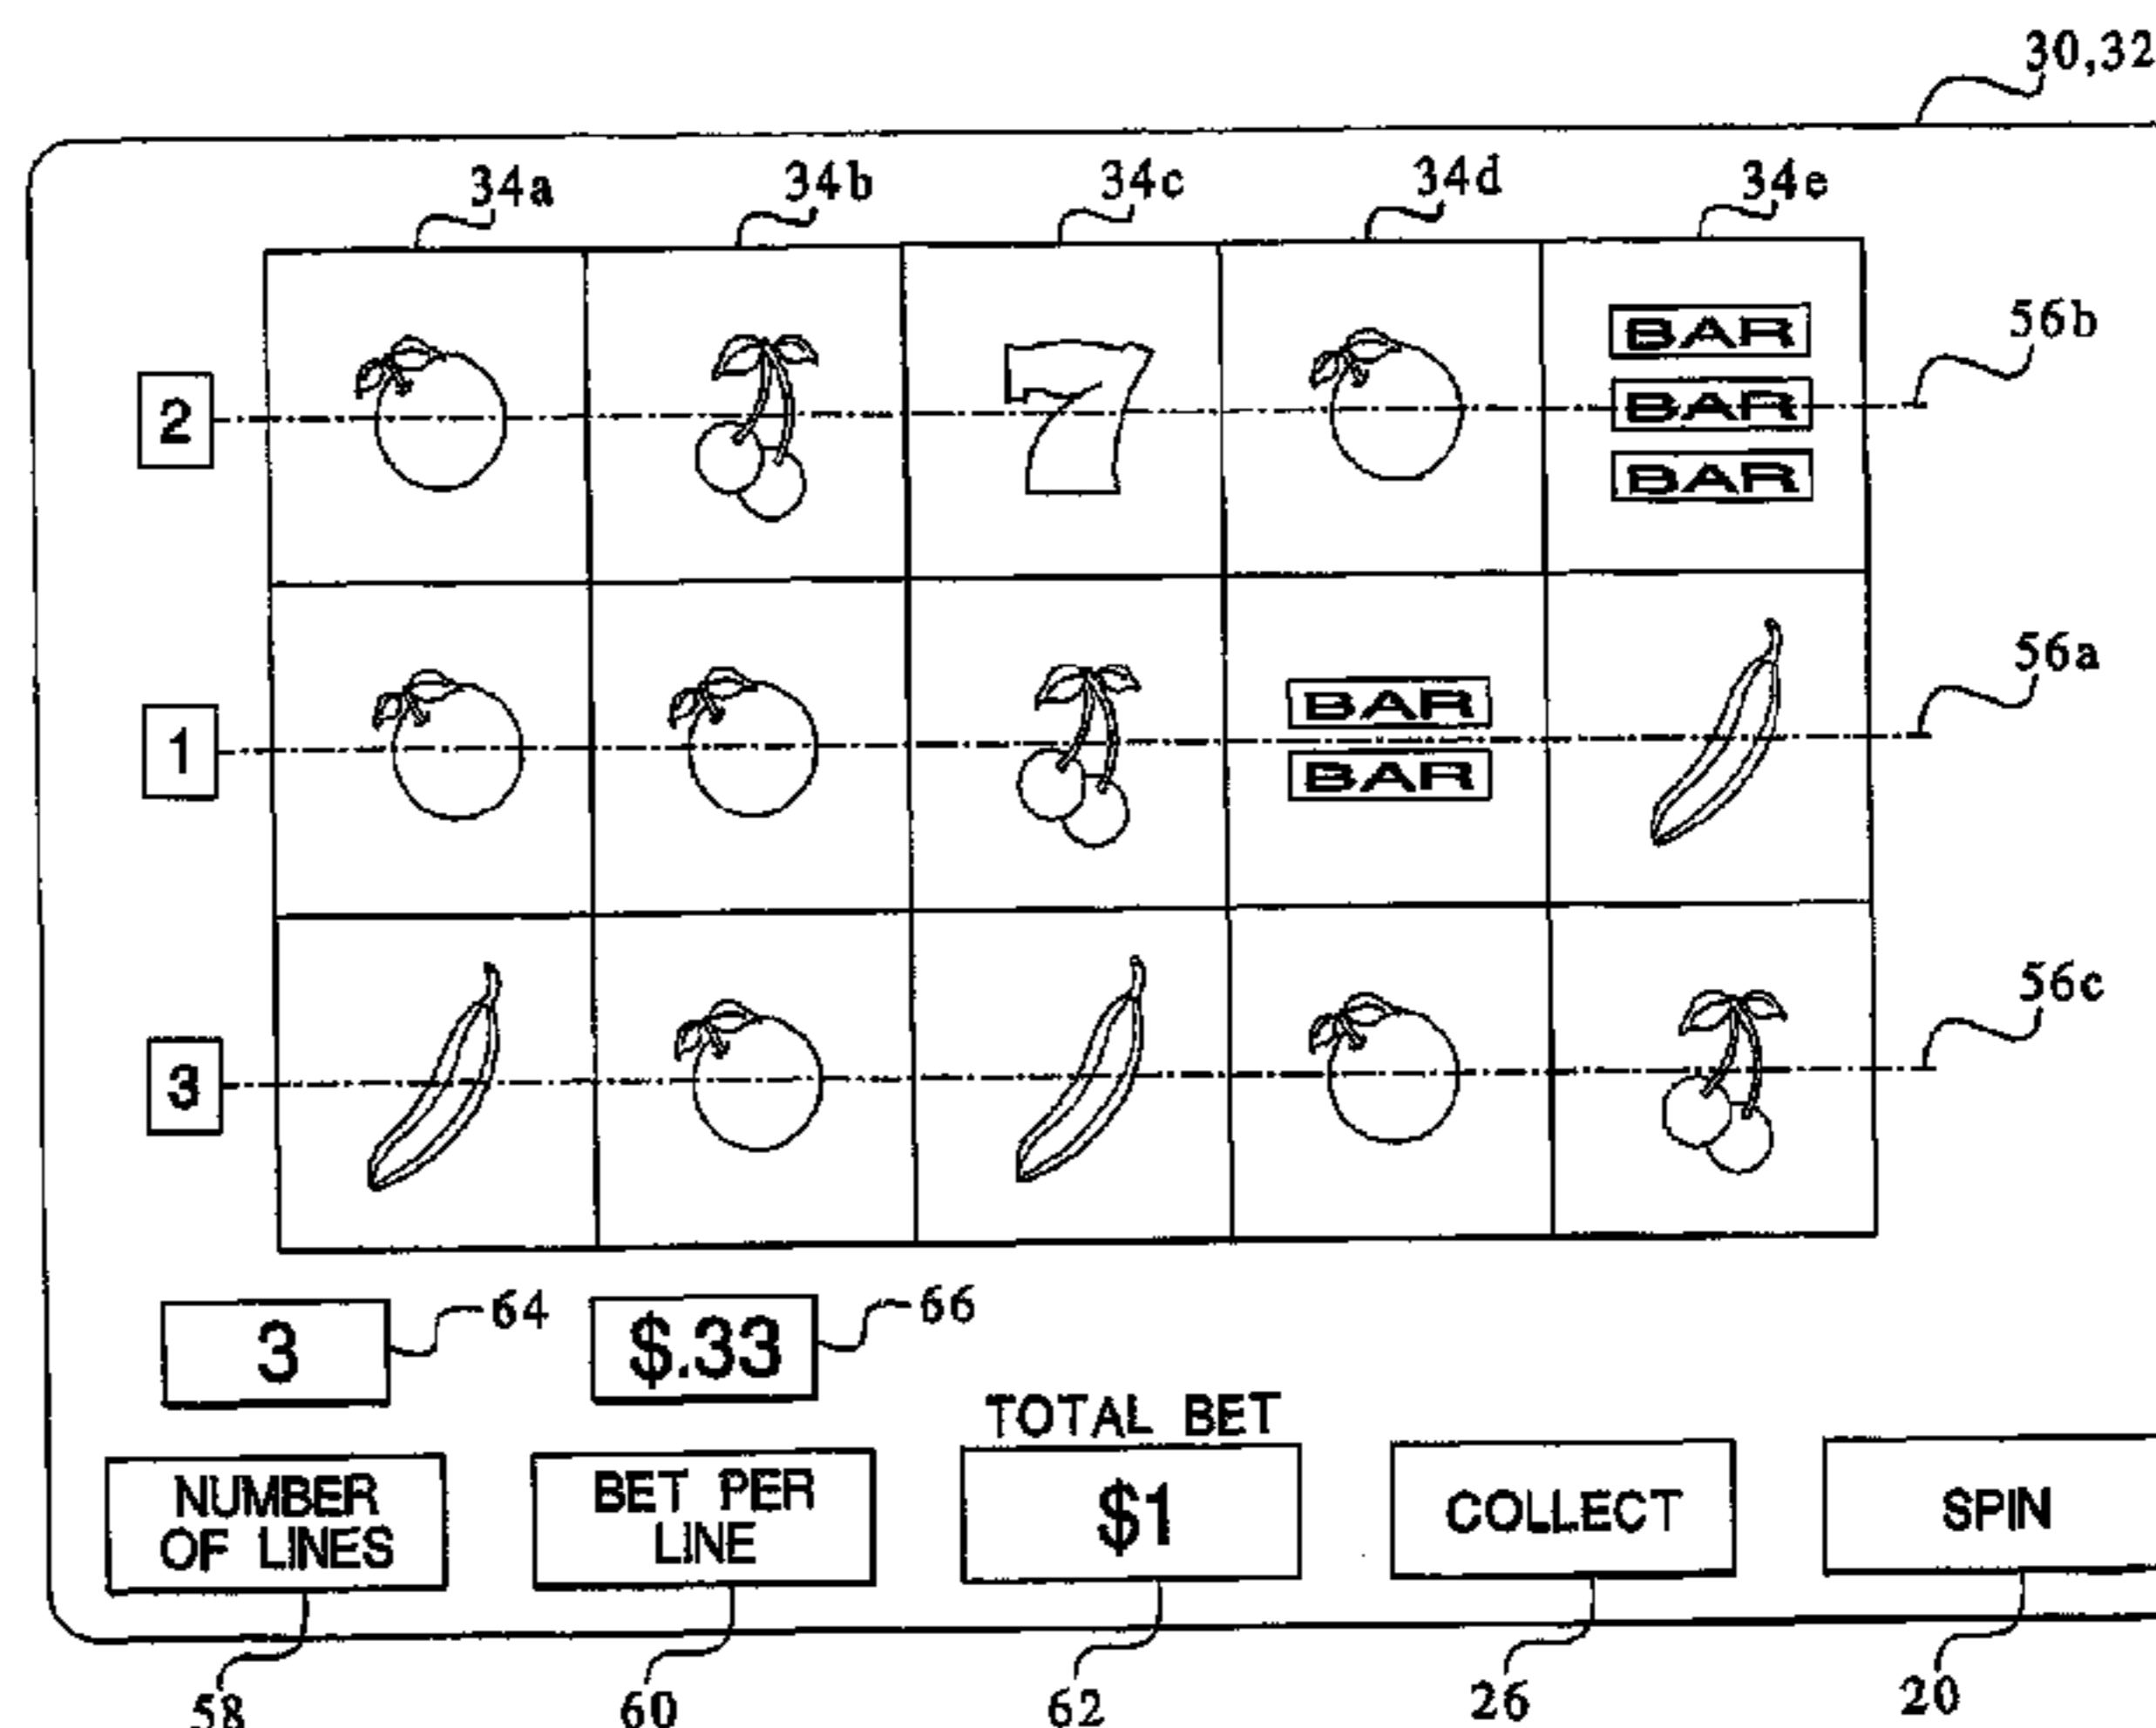 30,32
34a 34b 34c 34d 34e
BAR
56b
2
BAR
BAR
56a
1
BAR
BAR
56c
3
3
64
$.33
66
TOTAL BET
NUMBER
OF LINES
BET PER
LINE
$1
COLLECT
SPIN
58 60 62 26 20